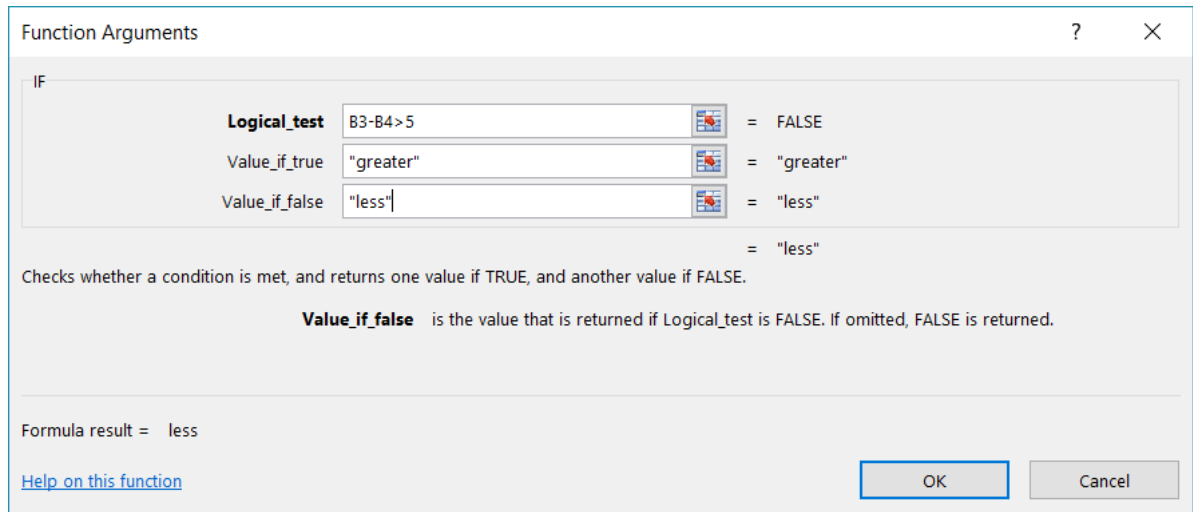 Function Arguments ? ×
IF
Logical_test B3-B4>5 = FALSE
Value_if_true "greater" = "greater"
Value_if_false "less" = "less"
= "less"
Checks whether a condition is met, and returns one value if TRUE, and another value if FALSE.
Value_if_false is the value that is returned if Logical_test is FALSE. If omitted, FALSE is returned.
Formula result = less
Help on this function OK Cancel